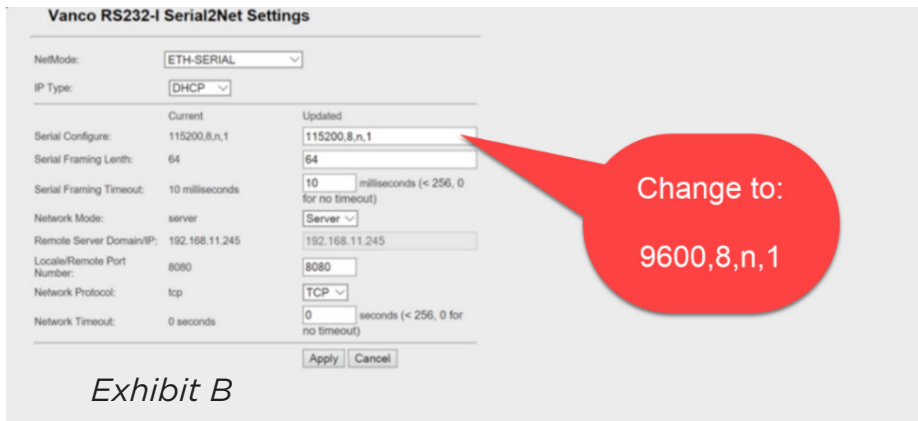 Vanco RS232-I Serial2Net Settings
NetMode: ETH-SERIAL
IP Type: DHCP
Current Updated
Serial Configure: 115200,8,n,1 115200,8,n,1
Serial Framing Lenth: 64 64
Serial Framing Timeout: 10 milliseconds 10 milliseconds (< 256, 0
for no timeout)
Network Mode: server Server
Remote Server Domain/IP: 192.168.11.245 192.168.11.245
Locale/Remote Port
Number: 8080 8080
Network Protocol: tcp TCP
Network Timeout: 0 seconds 0 seconds (< 256, 0 for
no timeout)
Apply Cancel
Change to:
9600,8,n,1
Exhibit B